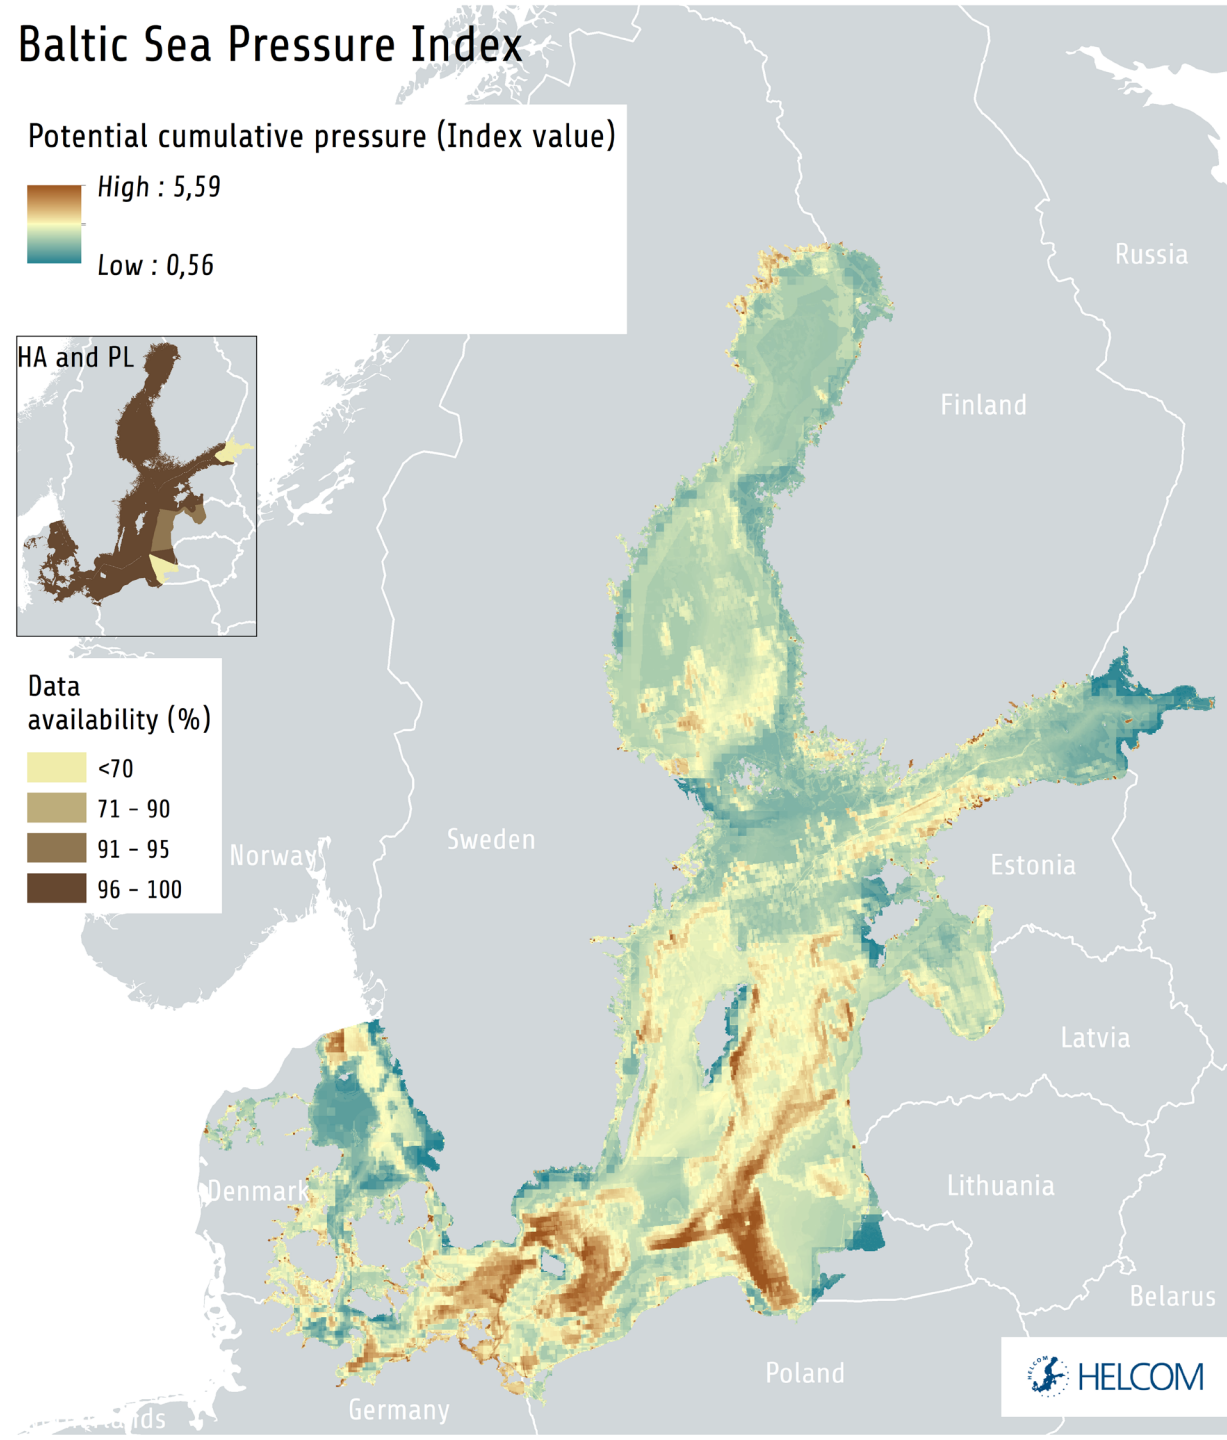 Baltic Sea Pressure Index
Potential cumulative pressure (Index value)
High : 5,59
Low : 0,56
HA and PL
Data
availability (%)
<70
71 - 90
91 - 95
96 - 100
Russia
Finland
Sweden
Norway
Estonia
Latvia
Lithuania
Denmark
Belarus
Poland
Germany
HELCOM
HELCOM